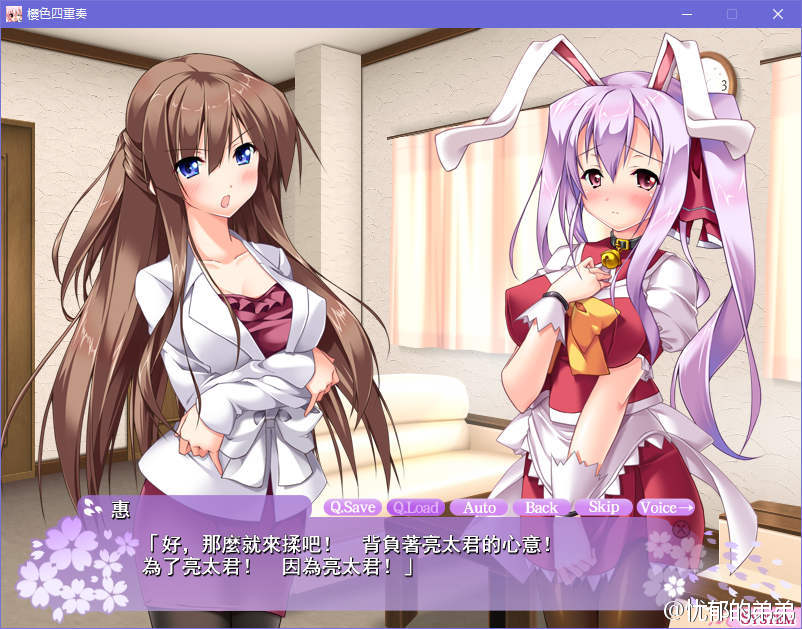 櫻色四重奏
3
惠
Q.Save Q.Load Auto Back Skip Voice→
「好，那麼就來揉吧！　背負著亮太君的心意！
為了亮太君！　因為亮太君！」
@忧郁的弟弟
SYSTEM